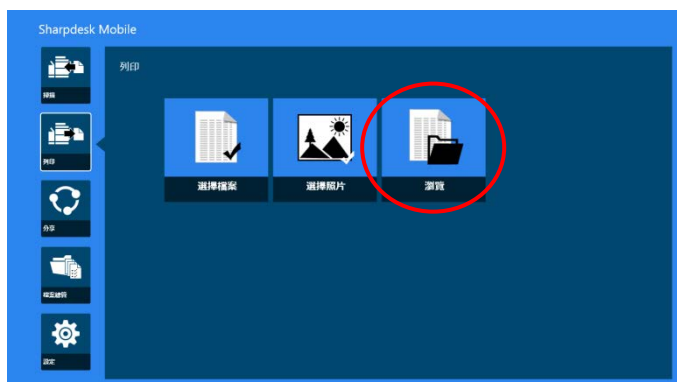 Sharpdesk Mobile
列印
掃描
列印
選擇檔案
選擇照片
瀏覽
分享
檔案總管
設定